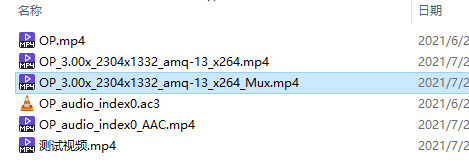 名称
修改日期
OP.mp4 2021/6/2
OP_3.00x_2304x1332_amq-13_x264.mp4 2021/7/2
OP_3.00x_2304x1332_amq-13_x264_Mux.mp4 2021/7/2
OP_audio_index0.ac3 2021/6/2
OP_audio_index0_AAC.mp4 2021/7/2
测试视频.mp4 2021/7/2